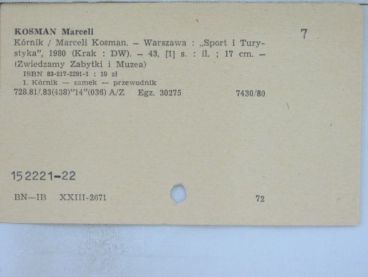 KOSMAN Marceli
7
Kórnik / Marceli Kosman. — Warszawa : „Sport i Tury-
styka", 1980 (Krak : DW). — 43, [1] s. : il. ; 17 cm. —
(Zwiedzamy Zabytki i Muzea)
ISBN 83-217-2291-1 : 19 zł
1. Kórnik — zamek — przewodnik
728.81/.83(438)"14"(036) A/Z Egz. 30275 7430/80
152221-22
BN—IB XXIII-2671 72